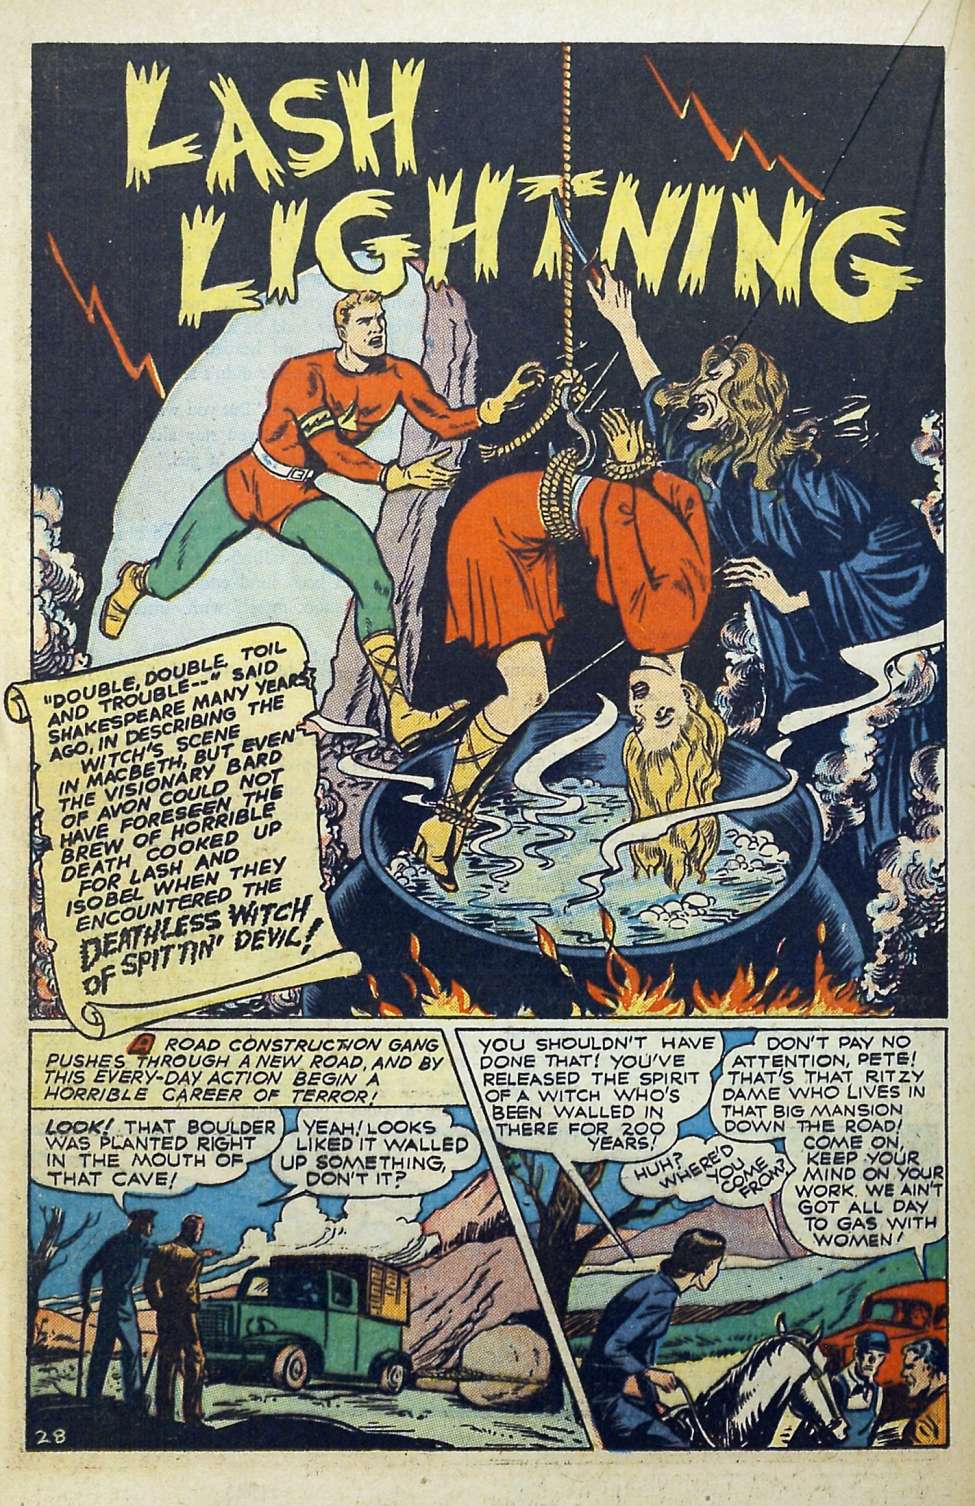 LASH
LIGHTNING
"DOUBLE, DOUBLE, TOIL
AND TROUBLE--" SAID
SHAKESPEARE MANY YEARS
AGO, IN DESCRIBING THE
WITCH'S SCENE
IN MACBETH, BUT EVEN
THE VISIONARY BARD
OF AVON COULD NOT
HAVE FORESEEN THE
BREW OF HORRIBLE
DEATH COOKED UP
FOR LASH AND
ISOBEL WHEN THEY
ENCOUNTERED THE
DEATHLESS WITCH
OF SPITTIN' DEVIL!
A ROAD CONSTRUCTION GANG
PUSHES THROUGH A NEW ROAD, AND BY
THIS EVERY-DAY ACTION BEGIN A
HORRIBLE CAREER OF TERROR!
LOOK! THAT BOULDER
WAS PLANTED RIGHT
IN THE MOUTH OF
THAT CAVE!
YEAH! LOOKS
LIKED IT WALLED
UP SOMETHING,
DON'T IT?
YOU SHOULDN'T HAVE
DONE THAT! YOU'VE
RELEASED THE SPIRIT
OF A WITCH WHO'S
BEEN WALLED IN
THERE FOR 200
YEARS!
HUH?
WHERE'D
YOU
COME
FROM?
DON'T PAY NO
ATTENTION, PETE!
THAT'S THAT RITZY
DAME WHO LIVES IN
THAT BIG MANSION
DOWN THE ROAD!
COME ON,
KEEP YOUR
MIND ON YOUR
WORK. WE AIN'T
GOT ALL DAY
TO GAS WITH
WOMEN!
28